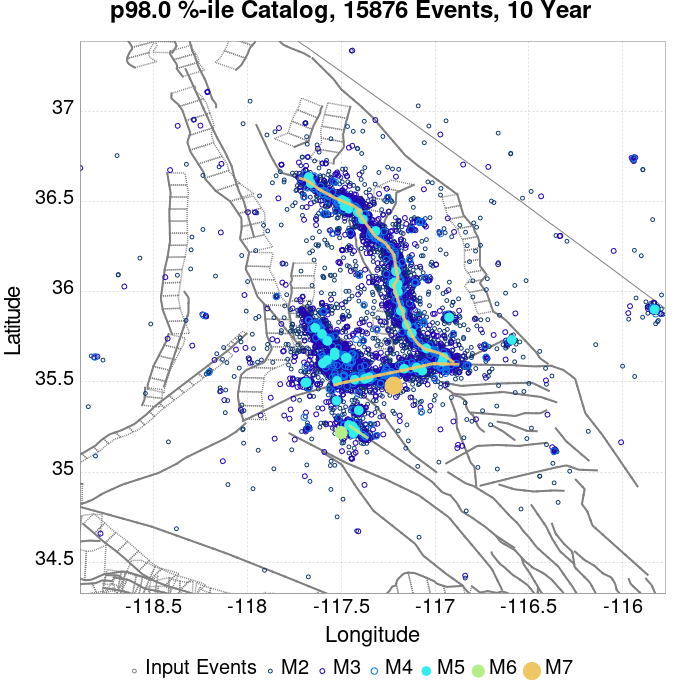 p98.0 %-ile Catalog, 15876 Events, 10 Year
37
36.5
36
35.5
35
34.5
Latitude
-118.5 -118 -117.5 -117 -116.5 -116
Longitude
Input Events M2 M3 M4 M5 M6 M7